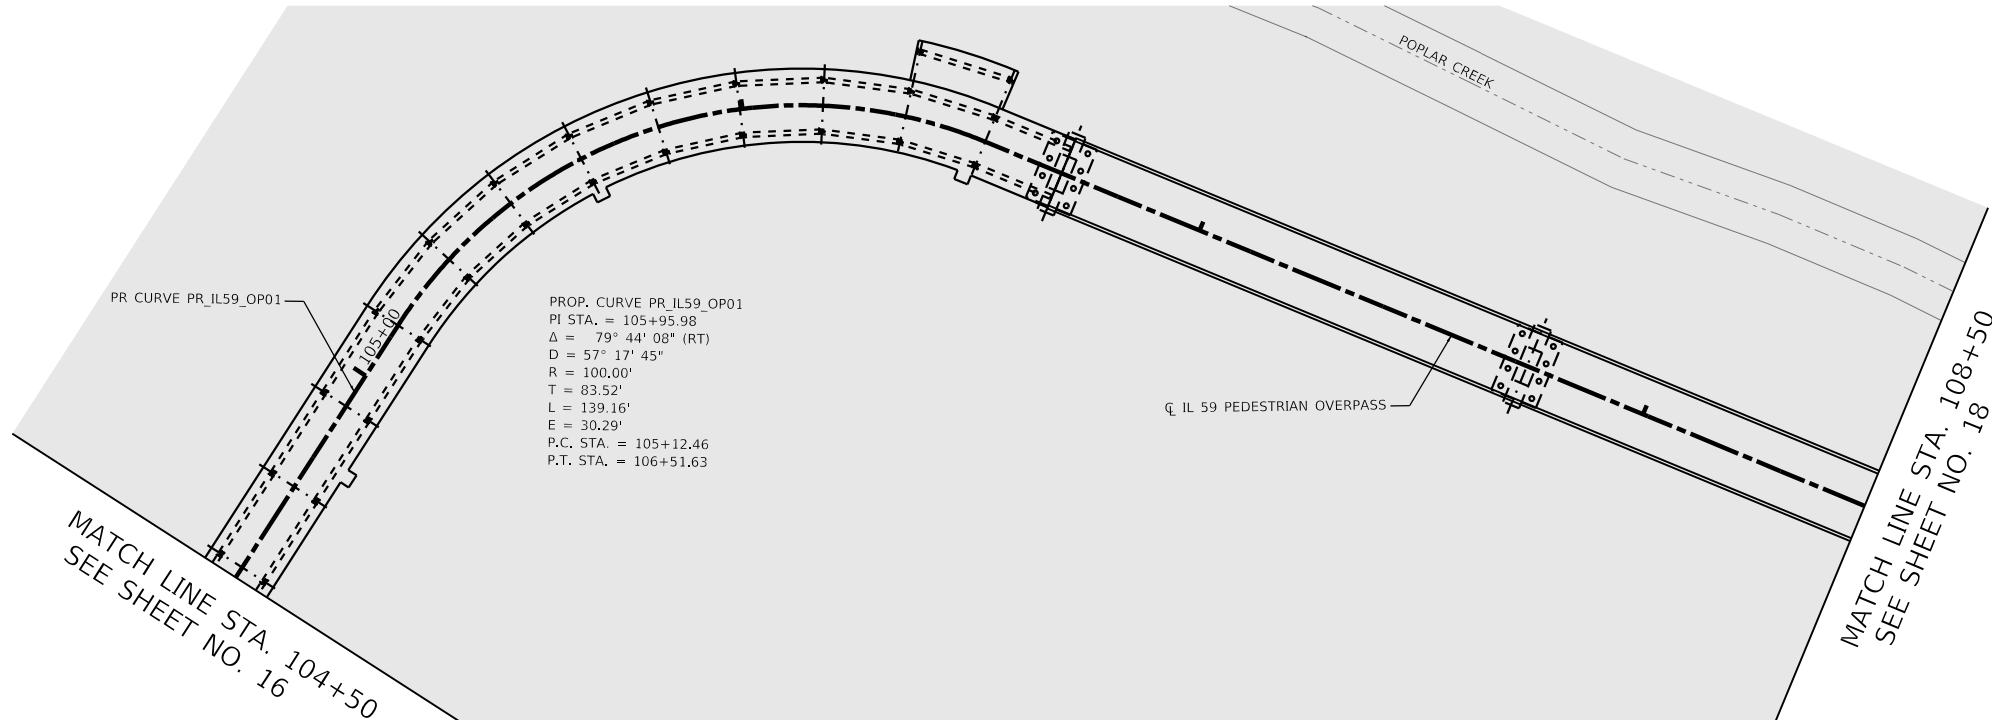 POPLAR CREEK
PR CURVE PR_IL59_OP01
105+00
PROP. CURVE PR_IL59_OP01
PI STA. = 105+95.98
Δ = 79° 44' 08" (RT)
D = 57° 17' 45"
R = 100.00'
T = 83.52'
L = 139.16'
E = 30.29'
P.C. STA. = 105+12.46
P.T. STA. = 106+51.63
℄ IL 59 PEDESTRIAN OVERPASS
MATCH LINE STA. 104+50
SEE SHEET NO. 16
MATCH LINE STA. 108+50
SEE SHEET NO. 18